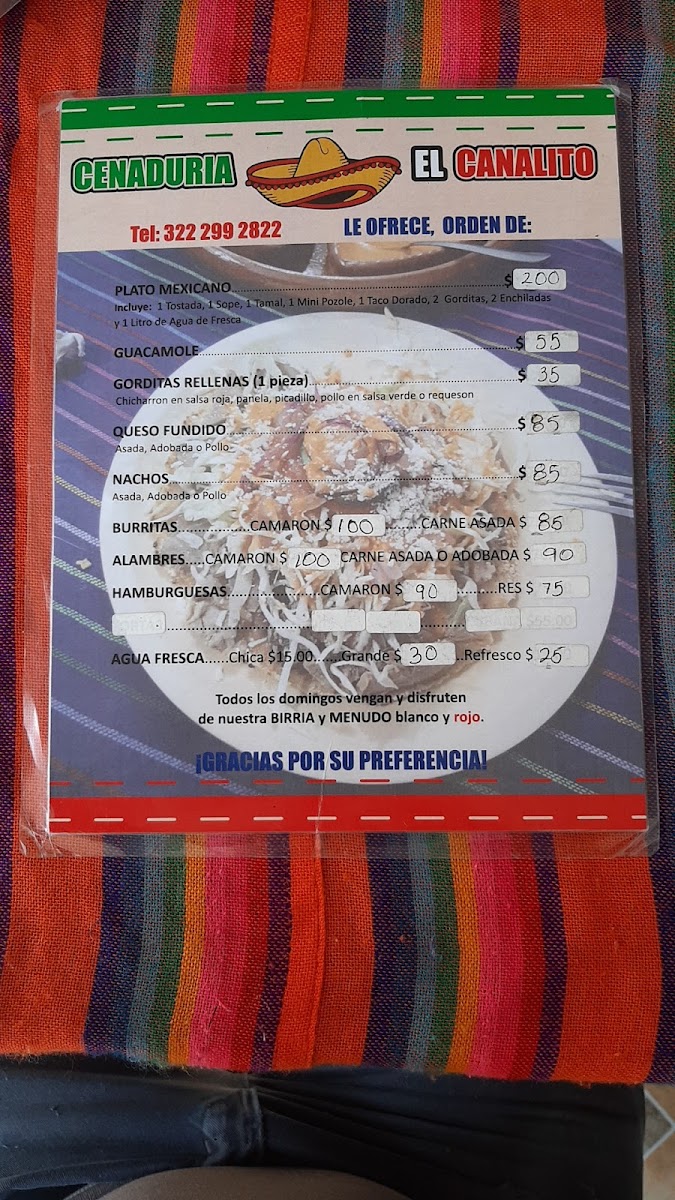 CENADURIA EL CANALITO
Tel: 322 299 2822 LE OFRECE, ORDEN DE:
PLATO MEXICANO..................$ 200
Incluye: 1 Tostada, 1 Sope, 1 Tamal, 1 Mini Pozole, 1 Taco Dorado, 2 Gorditas, 2 Enchiladas
y 1 Litro de Agua de Fresca
GUACAMOLE..................$ 55
GORDITAS RELLENAS (1 pieza)..................$ 35
Chicharron en salsa roja, panela, picadillo, pollo en salsa verde o requeson
QUESO FUNDIDO..................$ 85
Asada, Adobada o Pollo
NACHOS..................$ 85
Asada, Adobada o Pollo
BURRITAS..................CAMARON $ 100.........CARNE ASADA $ 85
ALAMBRES.....CAMARON $ 100 CARNE ASADA O ADOBADA $ 90
HAMBURGUESAS..................CAMARON $ 90..........RES $ 75
$55.00
AGUA FRESCA......Chica $15.00.......Grande $ 30...Refresco $ 25
Todos los domingos vengan y disfruten
de nuestra BIRRIA y MENUDO blanco y rojo.
¡GRACIAS POR SU PREFERENCIA!